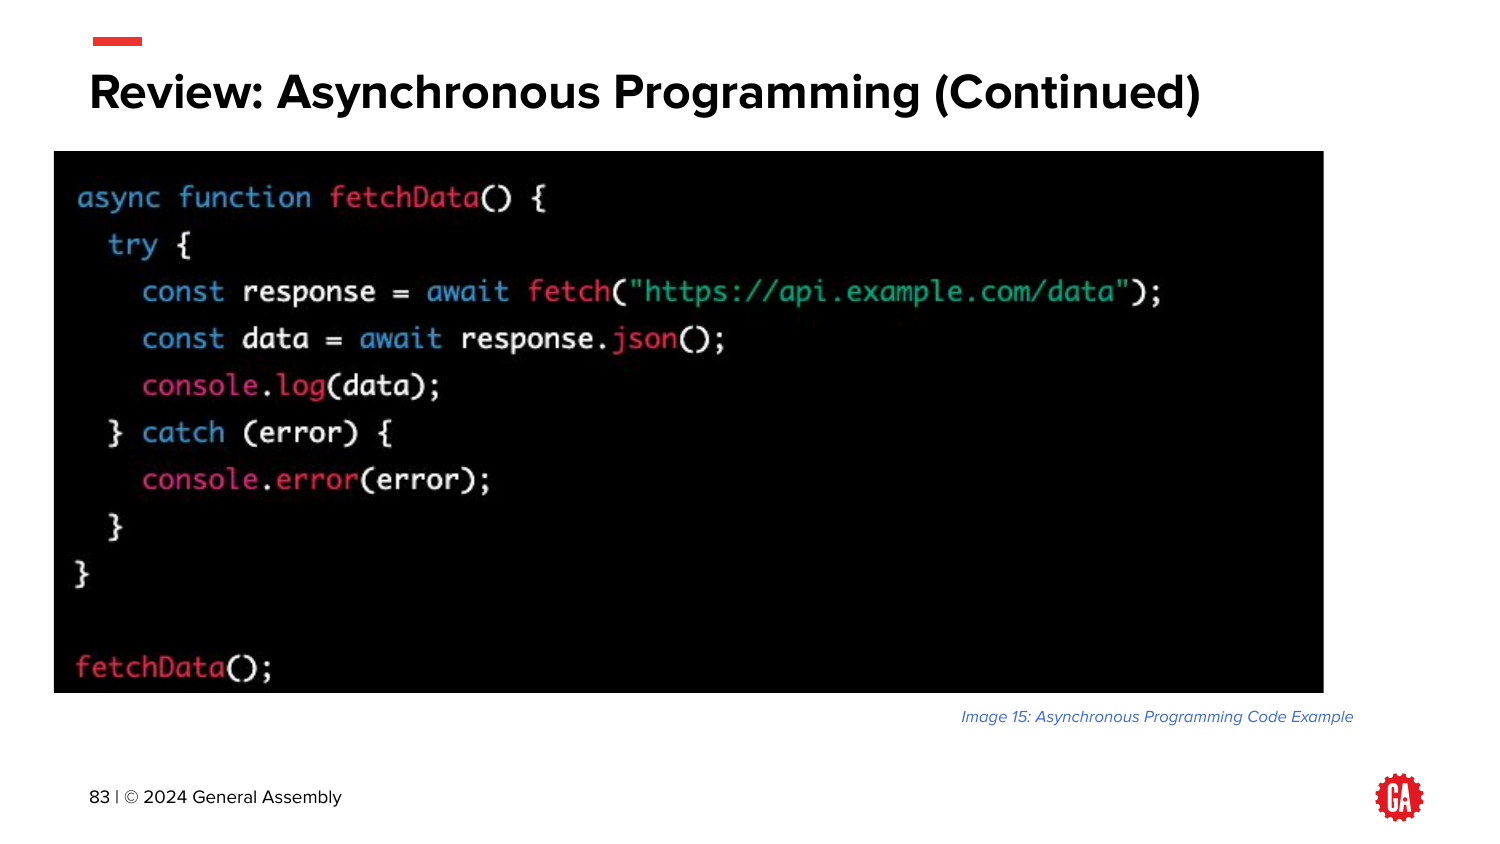 Review: Asynchronous Programming (Continued)
async function fetchData() {
  try {
    const response = await fetch("https://api.example.com/data");
    const data = await response.json();
    console.log(data);
  } catch (error) {
    console.error(error);
  }
}
fetchData();
Image 15: Asynchronous Programming Code Example
83 | © 2024 General Assembly
GA